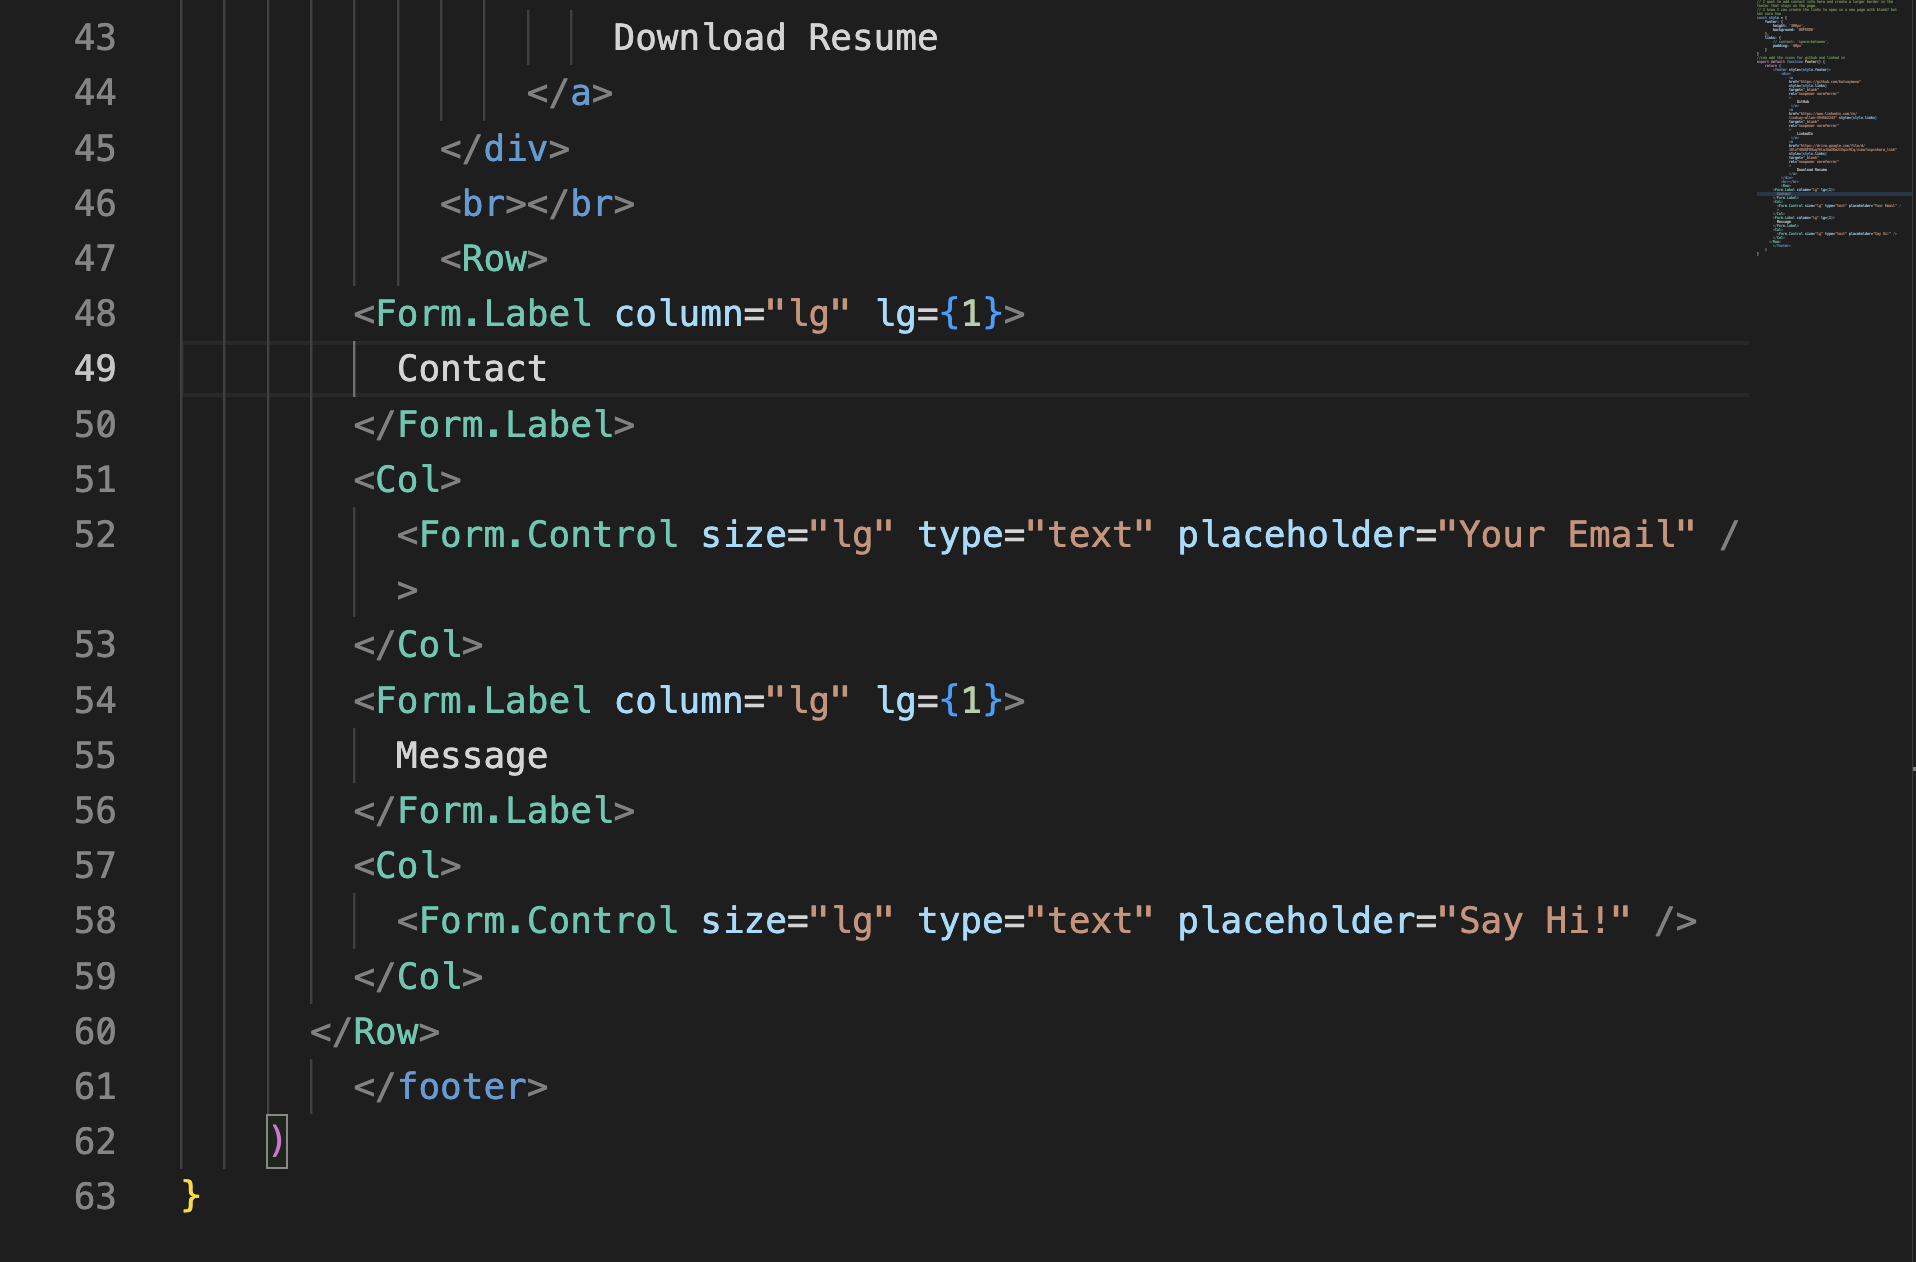 43 Download Resume
44 </a>
45 </div>
46 <br></br>
47 <Row>
48 <Form.Label column="lg" lg={1}>
49 Contact
50 </Form.Label>
51 <Col>
52 <Form.Control size="lg" type="text" placeholder="Your Email" /
>
53 </Col>
54 <Form.Label column="lg" lg={1}>
55 Message
56 </Form.Label>
57 <Col>
58 <Form.Control size="lg" type="text" placeholder="Say Hi!" />
59 </Col>
60 </Row>
61 </footer>
62 )
63 }